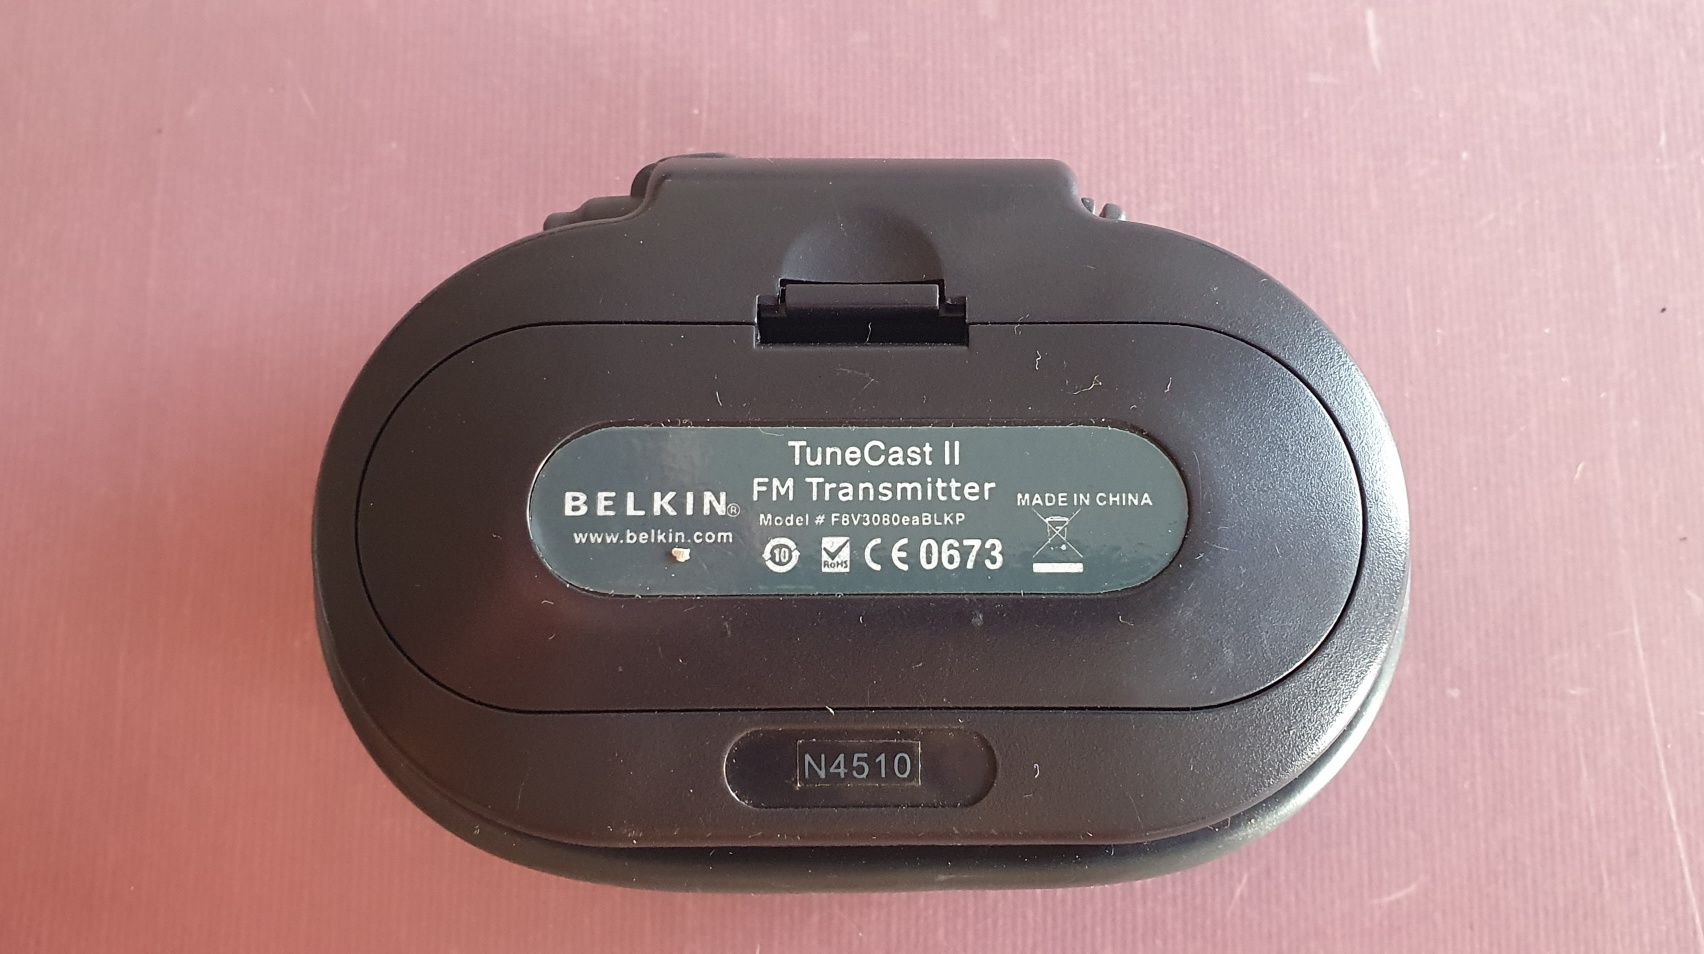 TuneCast II
FM Transmitter
BELKIN®
www.belkin.com
Model # F8V3080eaBLKP
MADE IN CHINA
10
RoHS
CE 0673
N4510